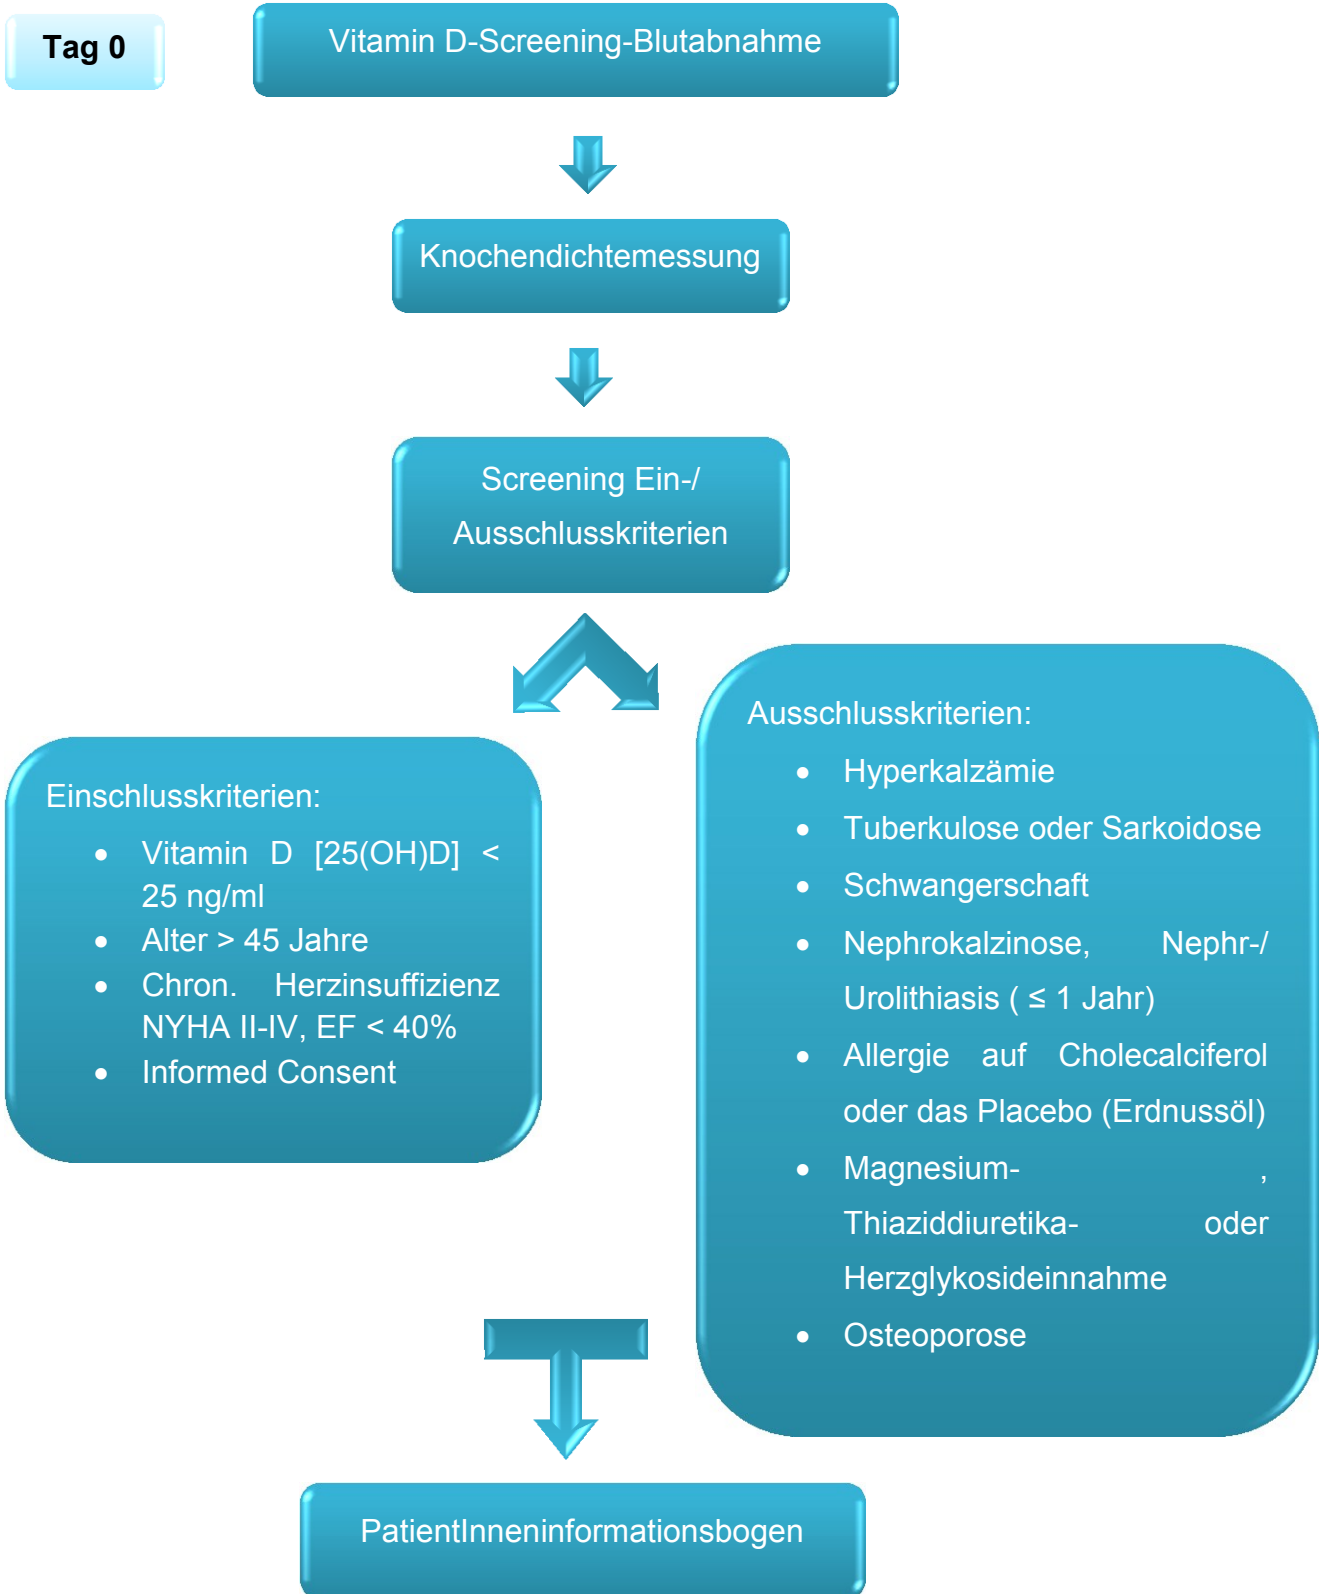 Tag 0
Vitamin D-Screening-Blutabnahme
Knochendichtemessung
Screening Ein-/
Ausschlusskriterien
Einschlusskriterien:
• Vitamin D [25(OH)D] <
25 ng/ml
• Alter > 45 Jahre
• Chron. Herzinsuffizienz
NYHA II-IV, EF < 40%
• Informed Consent
Ausschlusskriterien:
• Hyperkalzämie
• Tuberkulose oder Sarkoidose
• Schwangerschaft
• Nephrokalzinose, Nephr-/
Urolithiasis ( ≤ 1 Jahr)
• Allergie auf Cholecalciferol
oder das Placebo (Erdnussöl)
• Magnesium- ,
Thiaziddiuretika- oder
Herzglykosideinnahme
• Osteoporose
PatientInneninformationsbogen